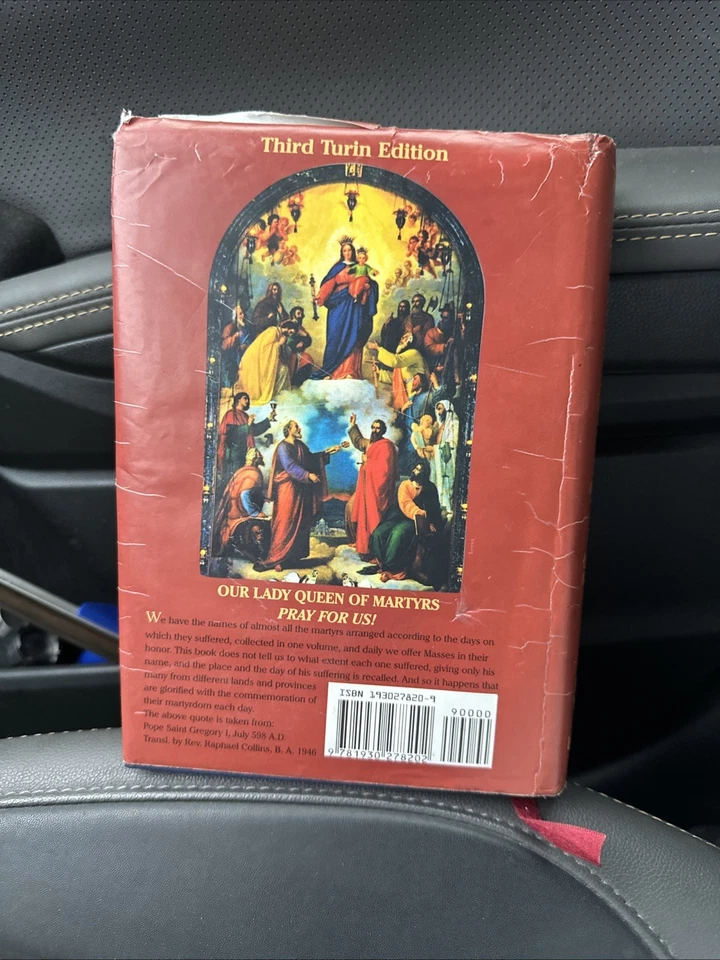 Third Turin Edition
OUR LADY QUEEN OF MARTYRS
PRAY FOR US!
We have the names of almost all the martyrs arranged according to the days on
which they suffered, collected in one volume, and daily we offer Masses in their
honor. This book does not tell us to what extent each one suffered, giving only his
name, and the place and the day of his suffering is recalled. And so it happens that
many from different lands and provinces
are glorified with the commemoration of
their martyrdom each day.
The above quote is taken from:
Pope Saint Gregory I, July 598 A.D.
Transl. by Rev. Raphael Collins, B. A. 1946
ISBN 193027820-9
90000
9 781930 278202